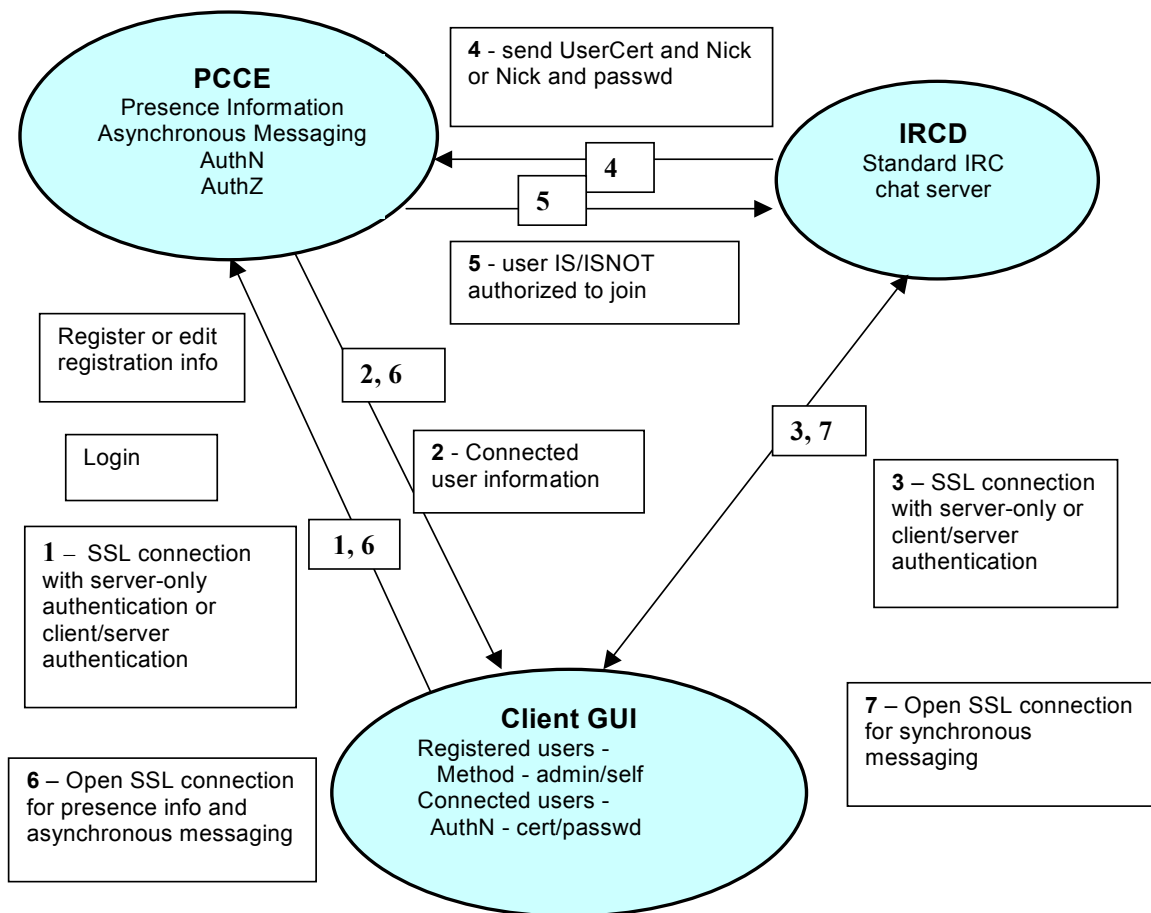 PCCE
Presence Information
Asynchronous Messaging
AuthN
AuthZ
4 - send UserCert and Nick
or Nick and passwd
IRCD
Standard IRC
chat server
4
5
5 - user IS/ISNOT
authorized to join
Register or edit
registration info
2, 6
3, 7
Login
2 - Connected
user information
3 – SSL connection
with server-only or
client/server
authentication
1 – SSL connection
with server-only
authentication or
client/server
authentication
1, 6
Client GUI
Registered users -
Method - admin/self
Connected users -
AuthN - cert/passwd
7 – Open SSL connection
for synchronous
messaging
6 – Open SSL connection
for presence info and
asynchronous messaging